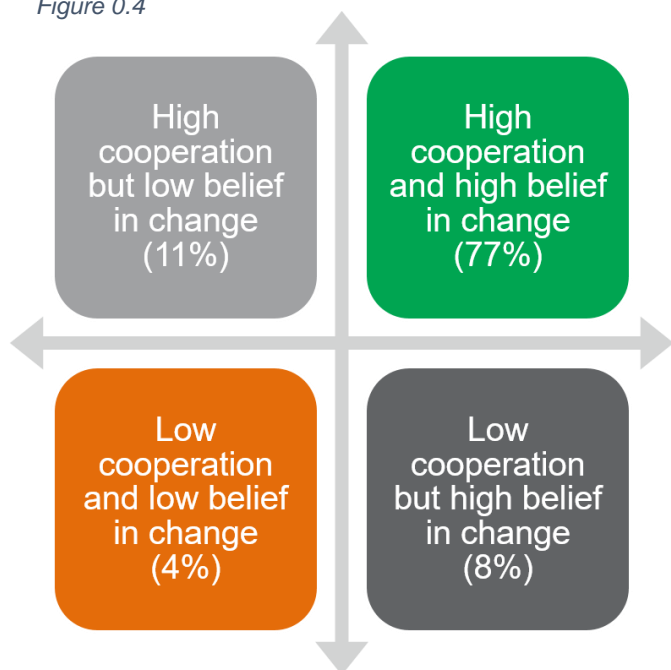 Figure 0.4
High
cooperation
but low belief
in change
(11%)
High
cooperation
and high belief
in change
(77%)
Low
cooperation
and low belief
in change
(4%)
Low
cooperation
but high belief
in change
(8%)